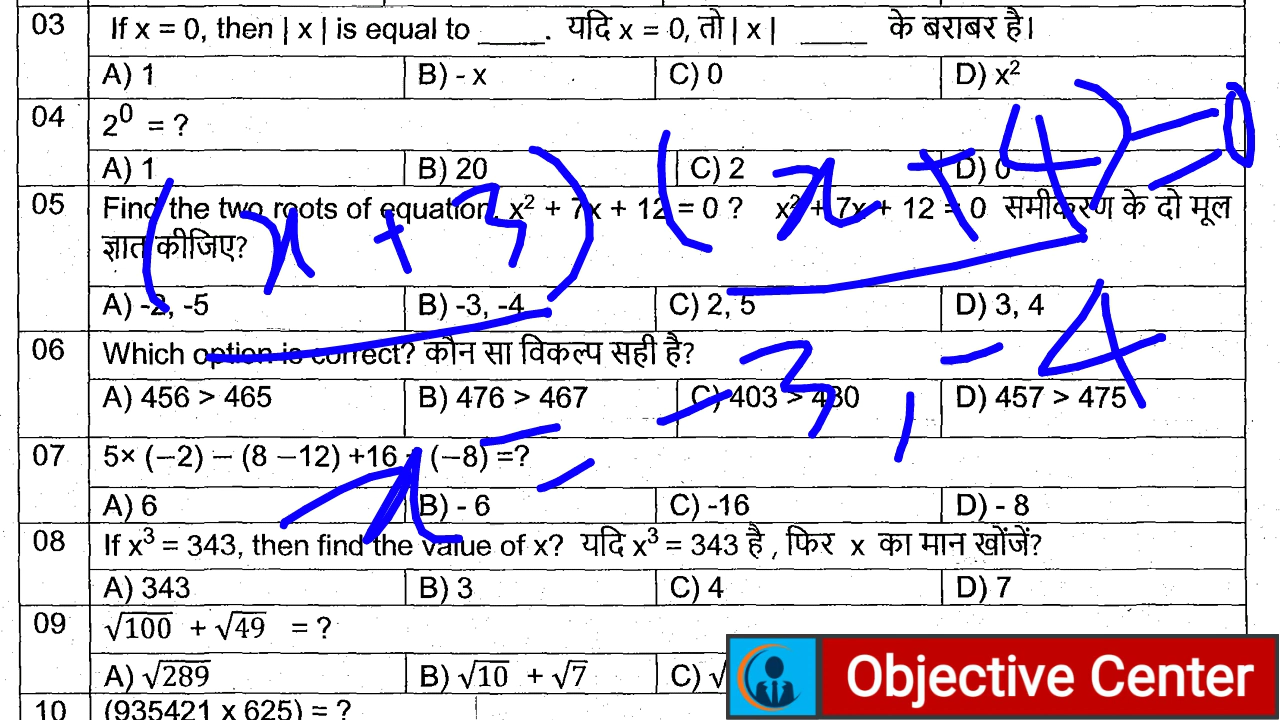 03 If x = 0, then | x | is equal to ____. यदि x = 0, तो | x | ____ के बराबर है।
A) 1 B) - x C) 0 D) x²
04 2⁰ = ?
A) 1 B) 20 C) 2 D) 0
05 Find the two roots of equation, x² + 7x + 12 = 0 ? x² + 7x + 12 = 0 समीकरण के दो मूल
ज्ञात कीजिए?
(x + 3) (x + 4) = 0
A) -2, -5 B) -3, -4 C) 2, 5 D) 3, 4
06 Which option is correct? कौन सा विकल्प सही है?
A) 456 > 465 B) 476 > 467 C) 403 > 430 D) 457 > 475
x = -3, -4
07 5× (−2) − (8 −12) +16 (−8) =?
A) 6 B) - 6 C) -16 D) - 8
08 If x³ = 343, then find the value of x? यदि x³ = 343 है , फिर x का मान खोंजें?
A) 343 B) 3 C) 4 D) 7
09 √100 + √49 = ?
A) √289 B) √10 + √7 C) √
Objective Center
10 (935421 x 625) = ?